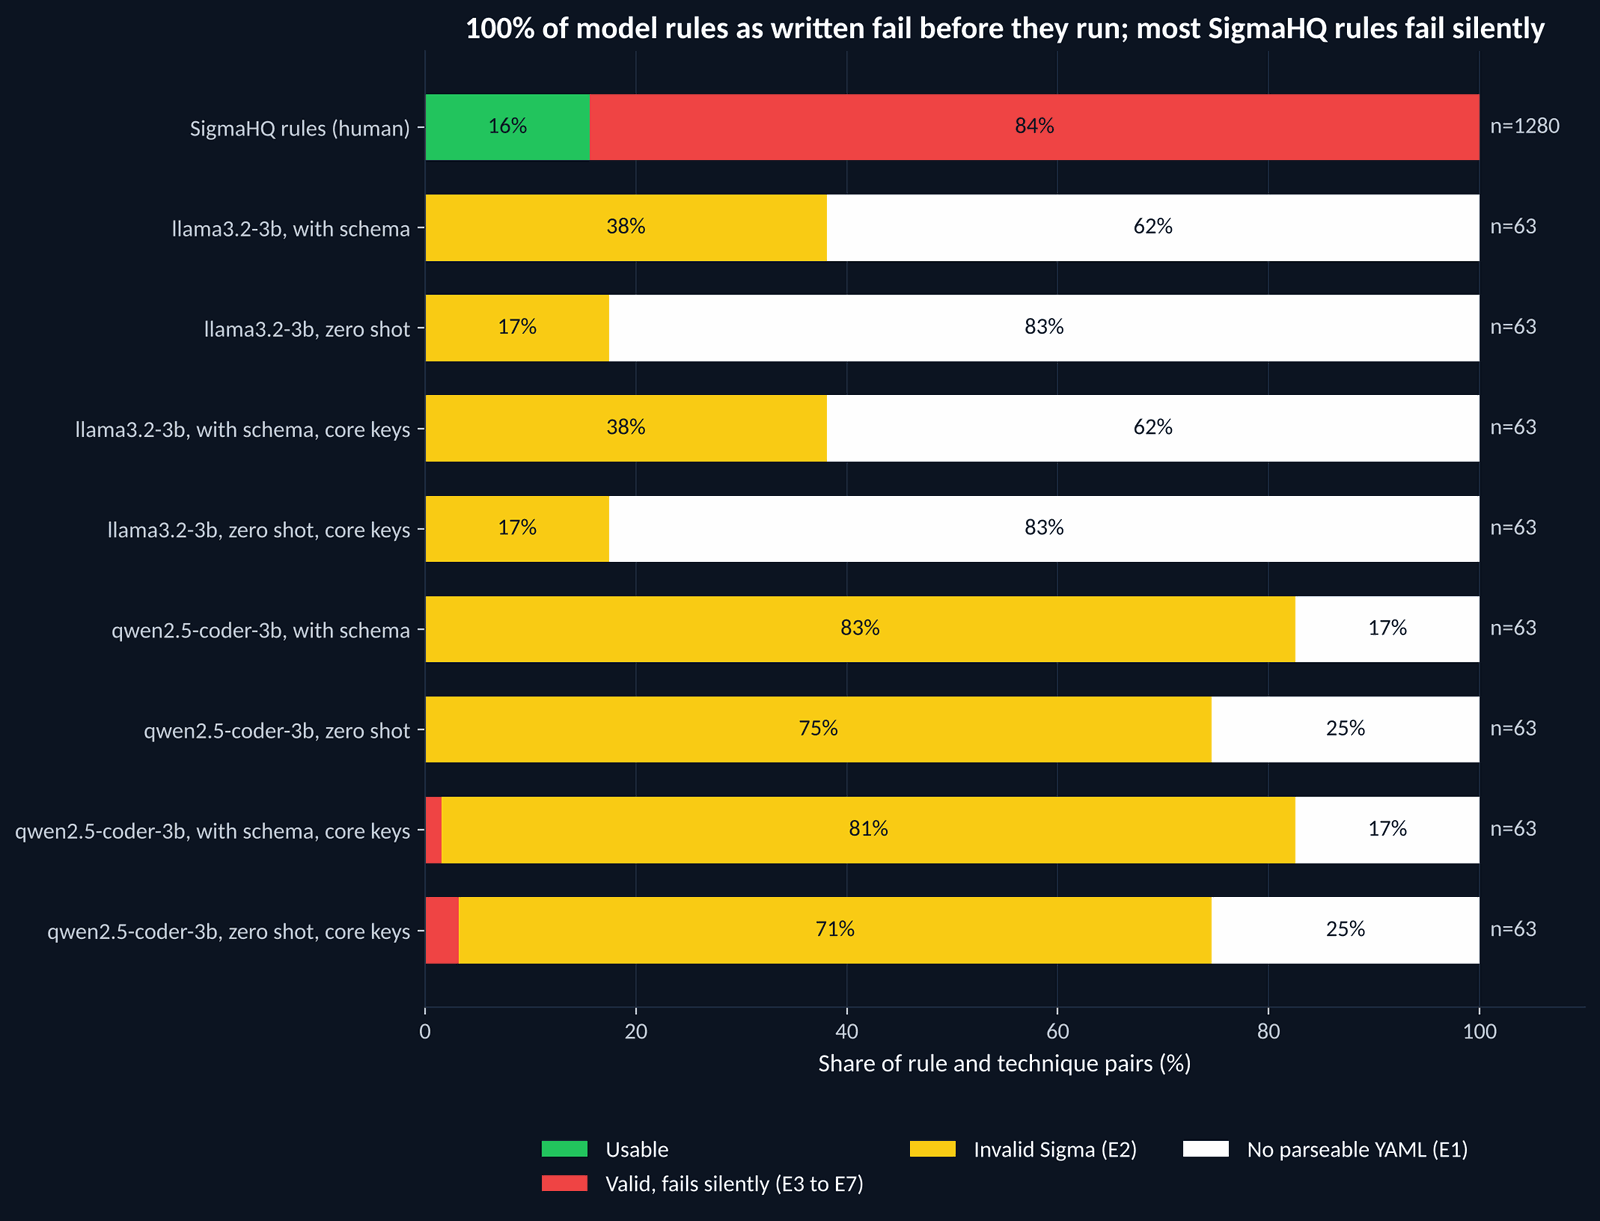 100% of model rules as written fail before they run; most SigmaHQ rules fail silently
SigmaHQ rules (human) 16% 84% n=1280
llama3.2-3b, with schema 38% 62% n=63
llama3.2-3b, zero shot 17% 83% n=63
llama3.2-3b, with schema, core keys 38% 62% n=63
llama3.2-3b, zero shot, core keys 17% 83% n=63
qwen2.5-coder-3b, with schema 83% 17% n=63
qwen2.5-coder-3b, zero shot 75% 25% n=63
qwen2.5-coder-3b, with schema, core keys 81% 17% n=63
qwen2.5-coder-3b, zero shot, core keys 71% 25% n=63
0 20 40 60 80 100
Share of rule and technique pairs (%)
Usable Invalid Sigma (E2) No parseable YAML (E1)
Valid, fails silently (E3 to E7)